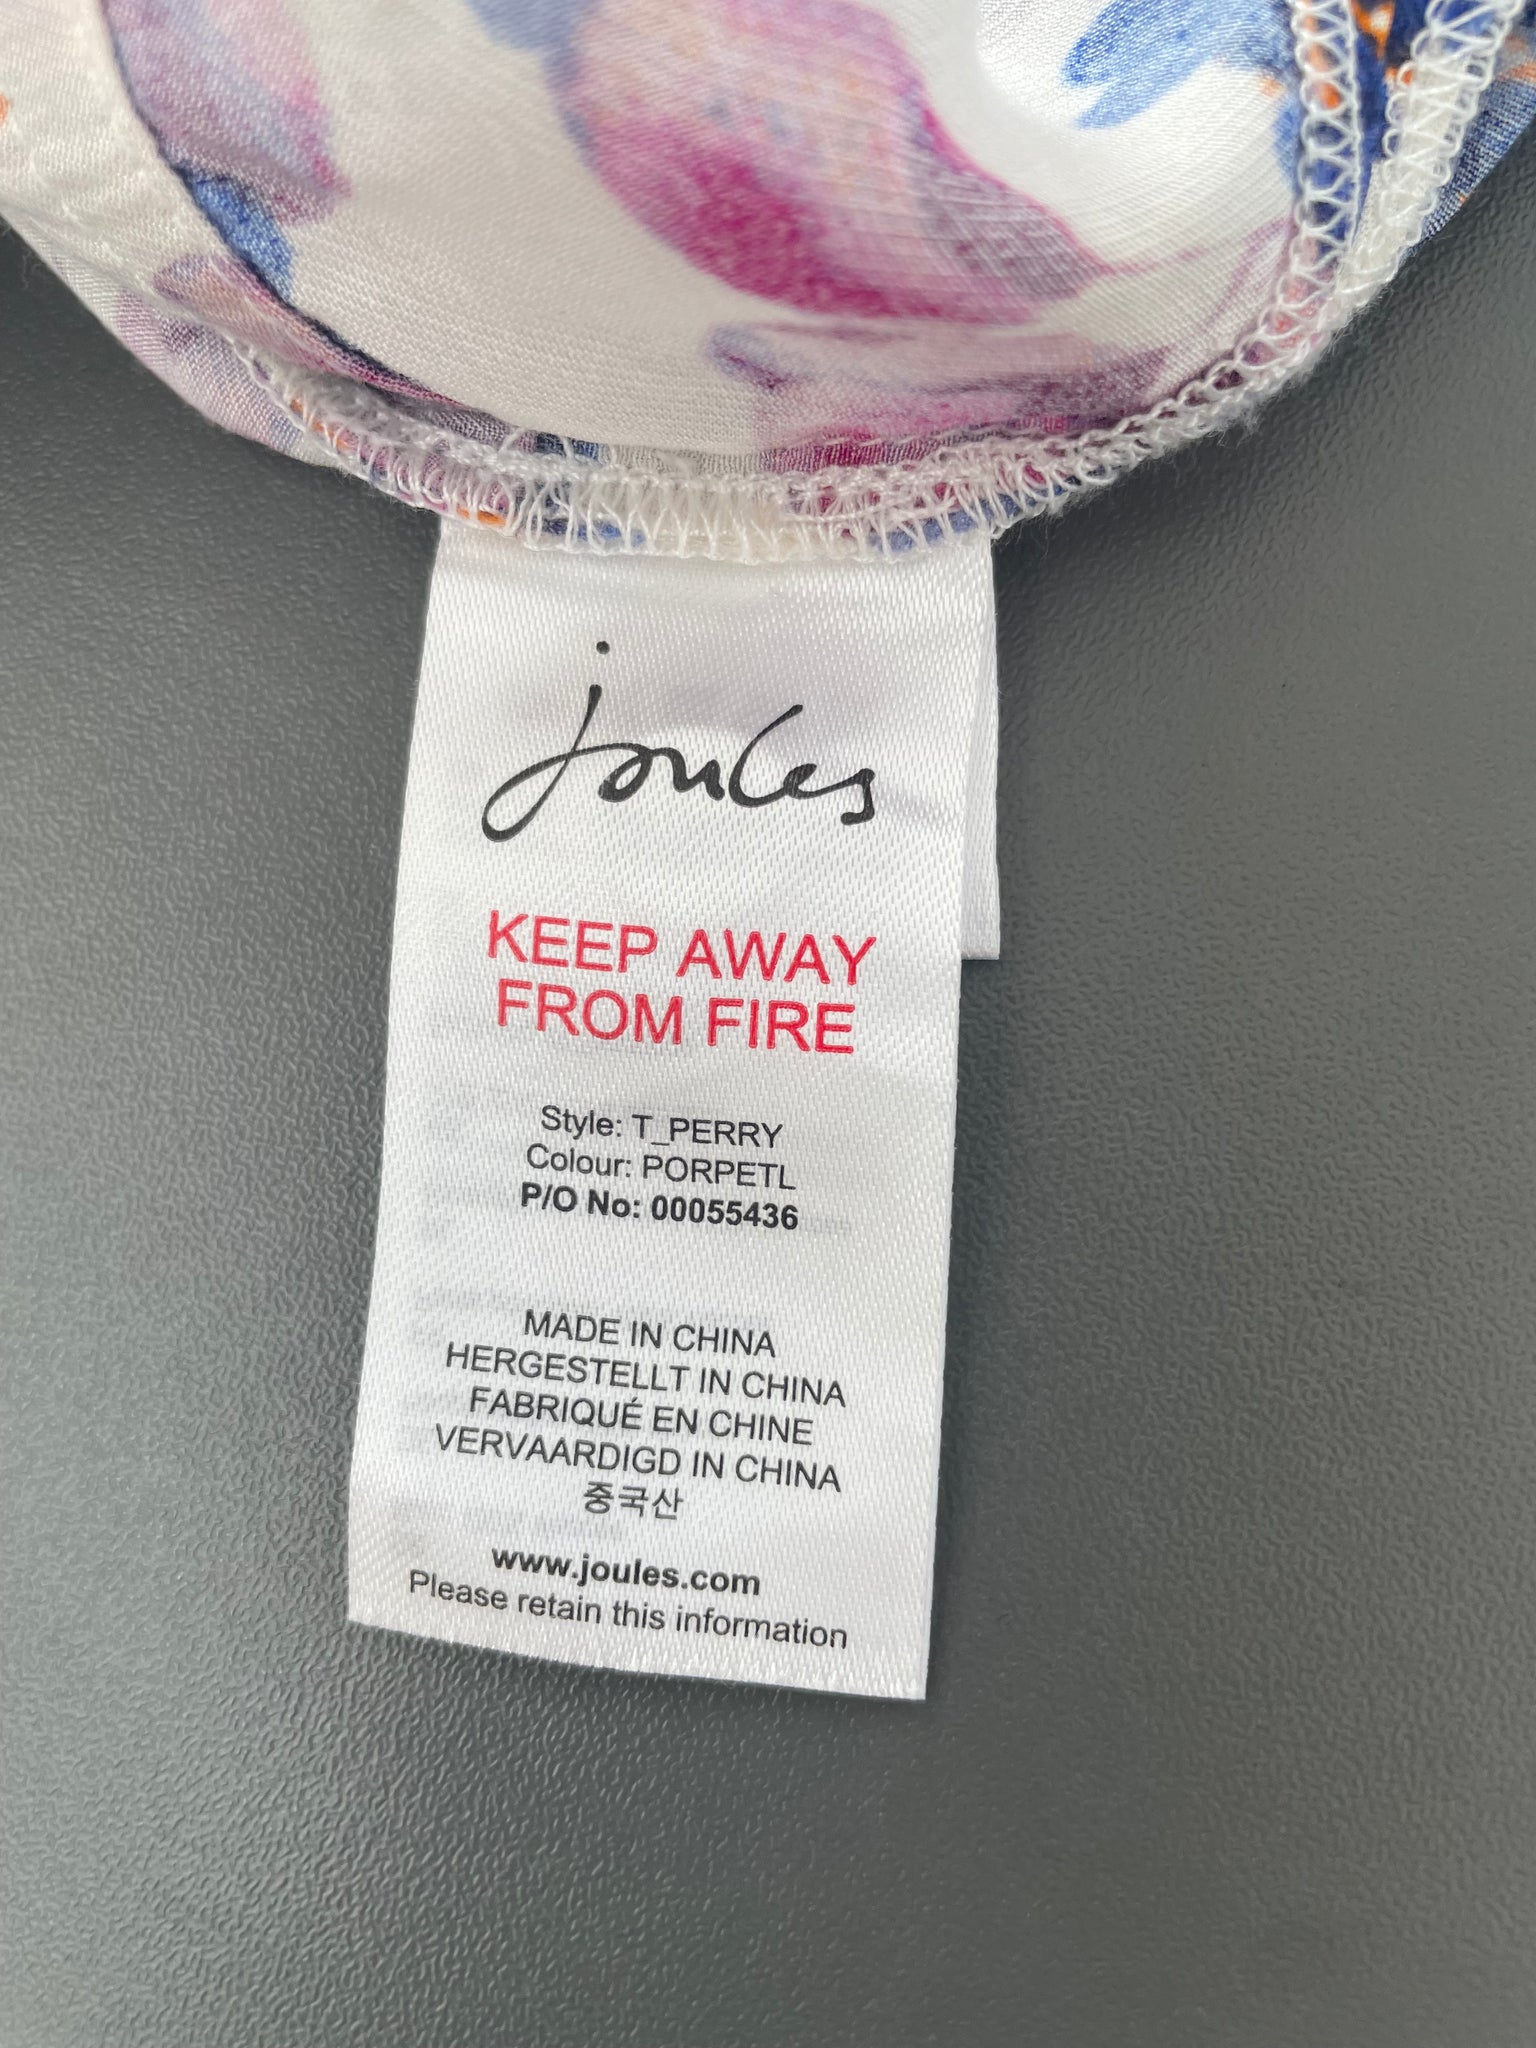 joules
KEEP AWAY
FROM FIRE
Style: T_PERRY
Colour: PORPETL
P/O No: 00055436
MADE IN CHINA
HERGESTELLT IN CHINA
FABRIQUÉ EN CHINE
VERVAARDIGD IN CHINA
중국산
www.joules.com
Please retain this information